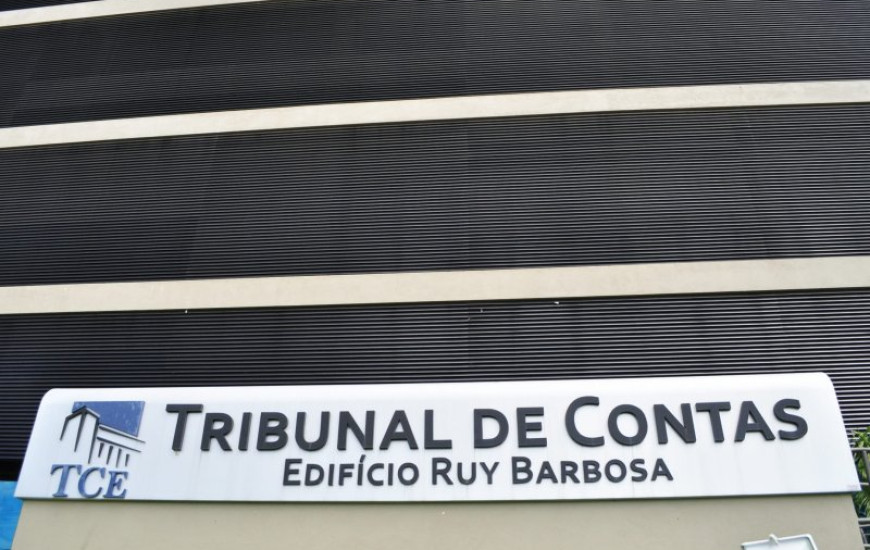 TRIBUNAL DE CONTAS
EDIFÍCIO RUY BARBOSA
TCE